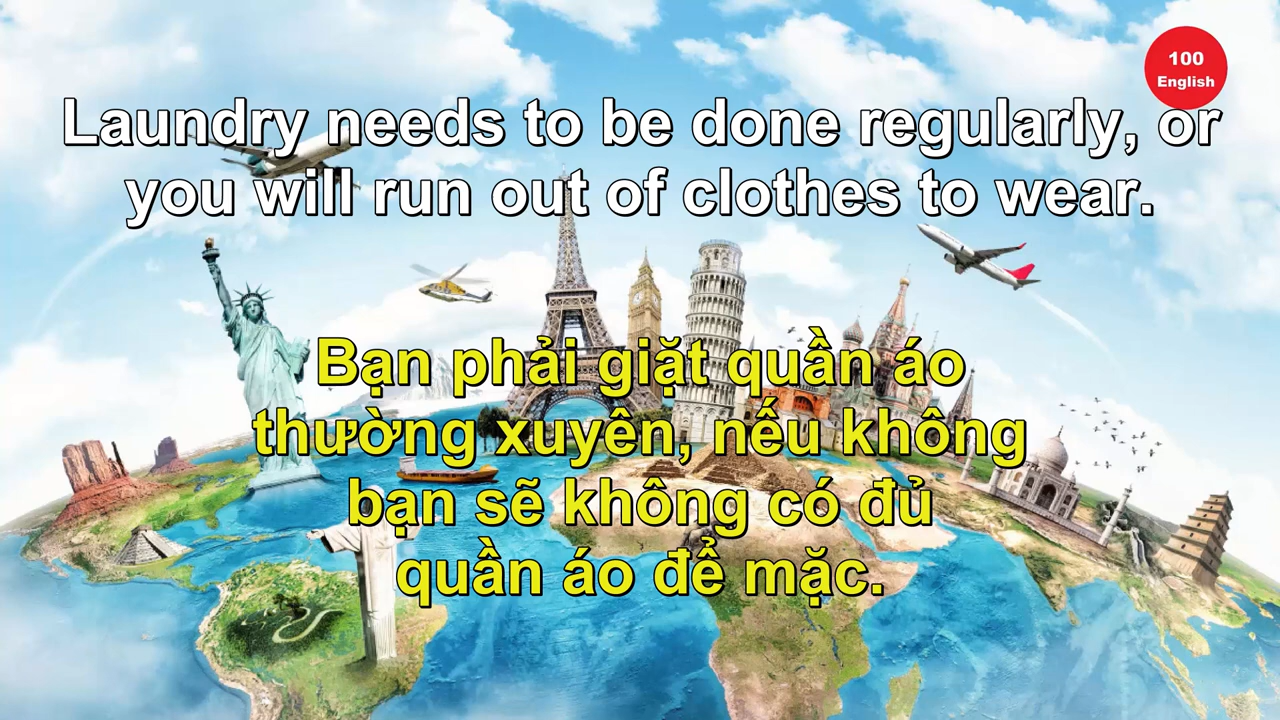 100
English
Laundry needs to be done regularly, or
you will run out of clothes to wear.
Bạn phải giặt quần áo
thường xuyên, nếu không
bạn sẽ không có đủ
quần áo để mặc.